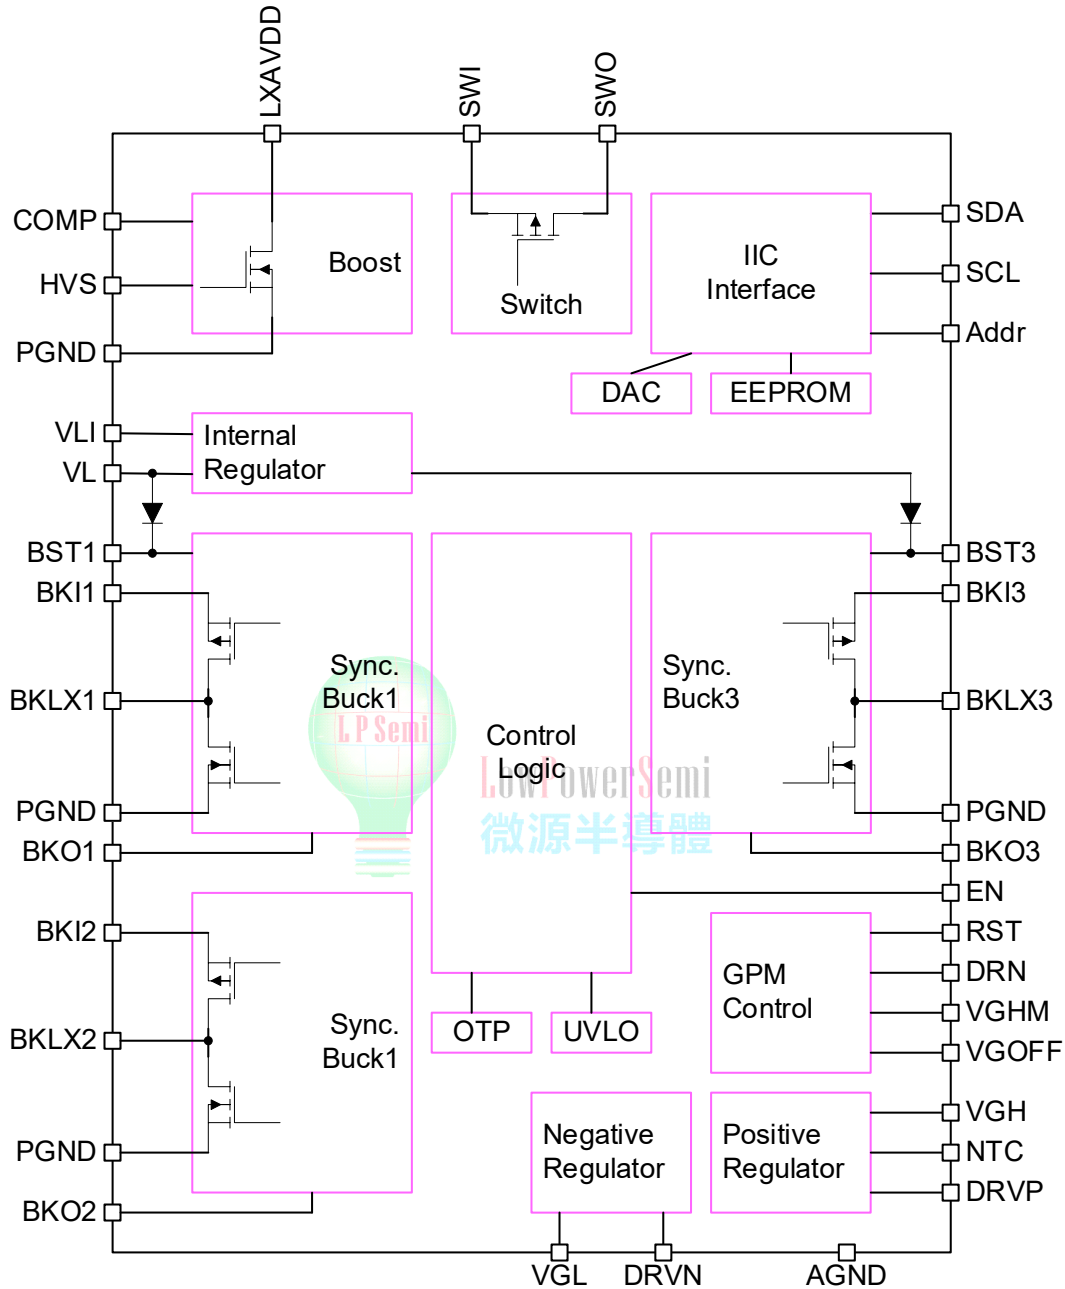 LXAVDD
SWI
SWO
COMP
HVS
PGND
Boost
Switch
IIC
Interface
SDA
SCL
Addr
DAC
EEPROM
VLI
VL
Internal
Regulator
BST1
BKI1
BKLX1
PGND
BKO1
Sync.
Buck1
Control
Logic
Sync.
Buck3
BST3
BKI3
BKLX3
PGND
BKO3
EN
LP Semi
LowPowerSemi
微源半導體
BKI2
BKLX2
PGND
BKO2
Sync.
Buck1
OTP
UVLO
GPM
Control
RST
DRN
VGHM
VGOFF
Negative
Regulator
Positive
Regulator
VGH
NTC
DRVP
VGL
DRVN
AGND